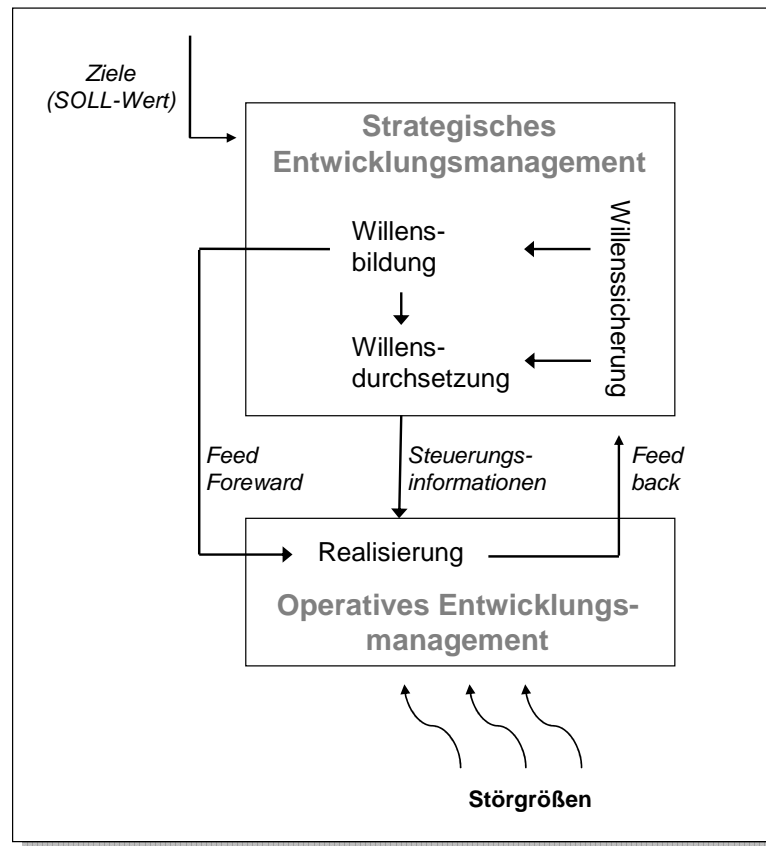 Ziele
(SOLL-Wert)
Strategisches
Entwicklungsmanagement
Willens-
bildung
Willens-
durchsetzung
Willenssicherung
Feed
Foreward
Steuerungs-
informationen
Feed
back
Realisierung
Operatives Entwicklungs-
management
Störgrößen